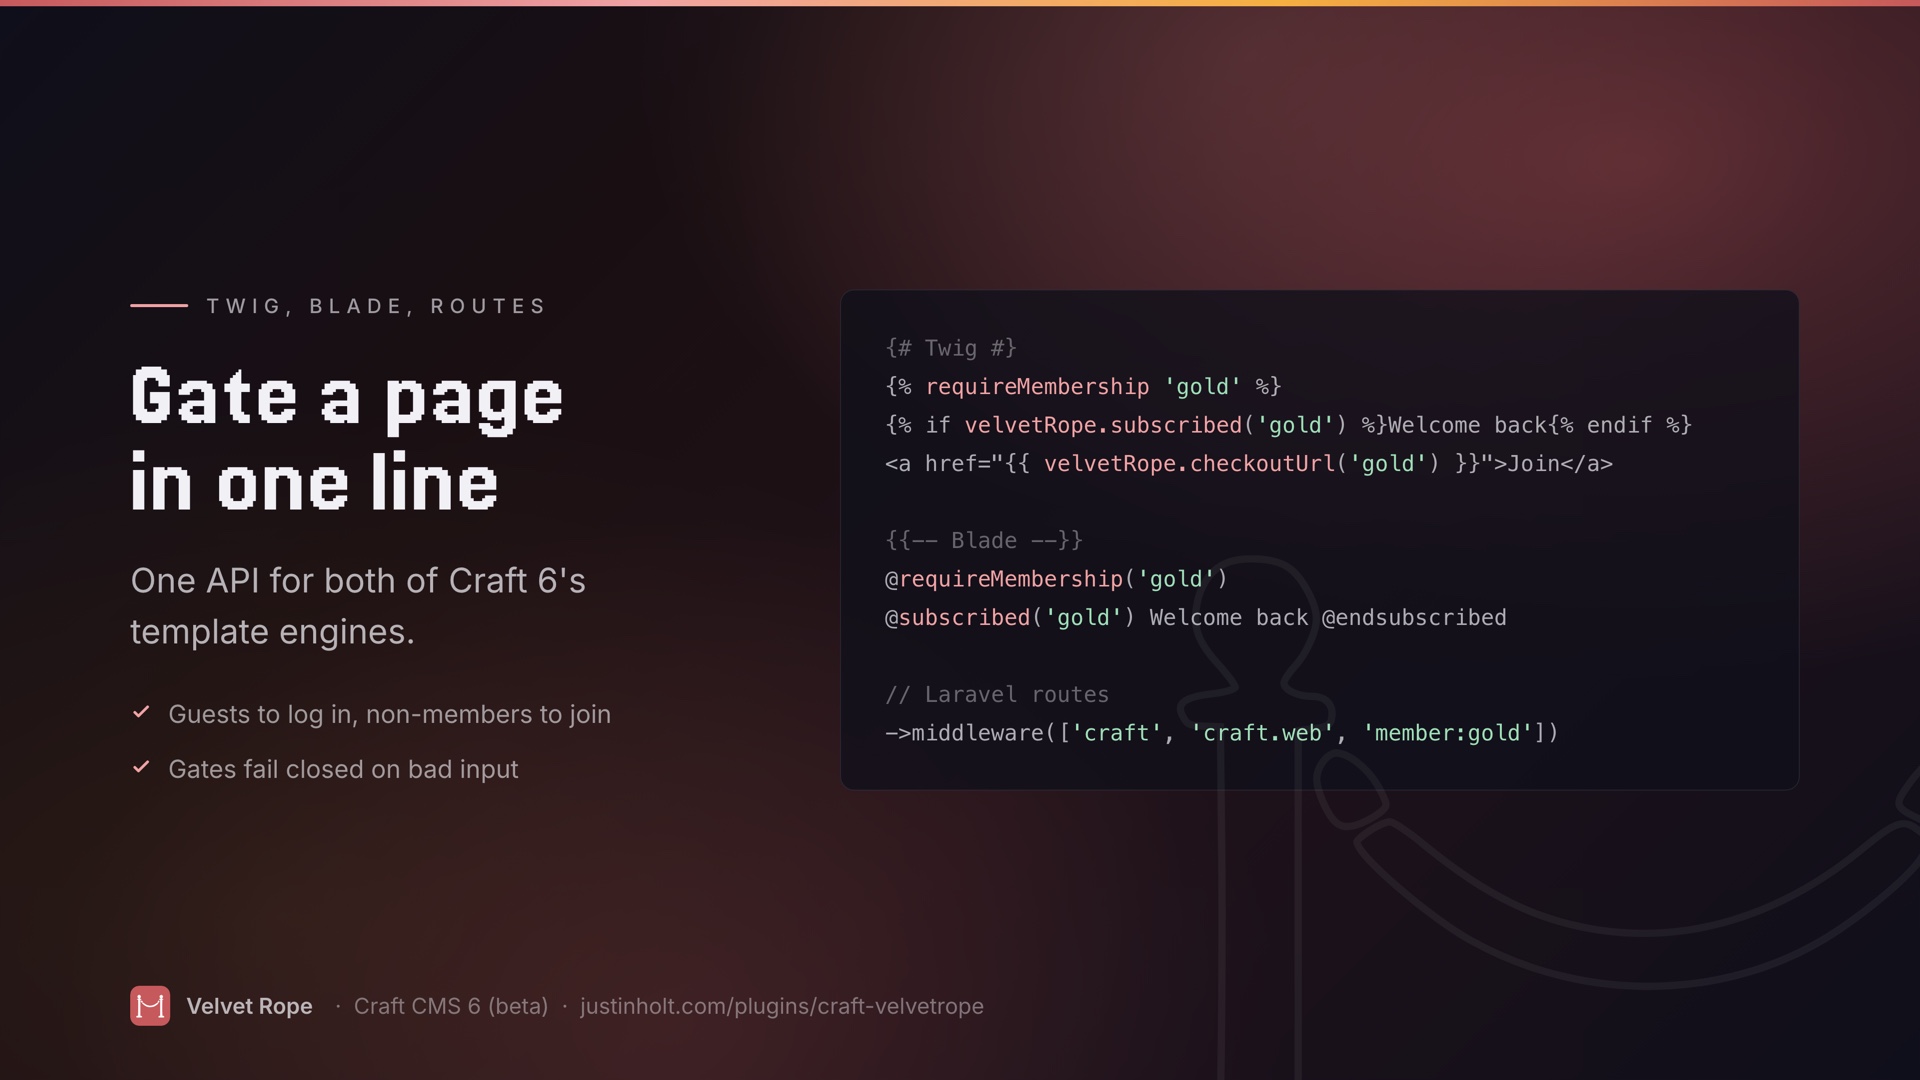 TWIG, BLADE, ROUTES
Gate a page
in one line
One API for both of Craft 6's
template engines.
Guests to log in, non-members to join
Gates fail closed on bad input
{# Twig #}
{% requireMembership 'gold' %}
{% if velvetRope.subscribed('gold') %}Welcome back{% endif %}
<a href="{{ velvetRope.checkoutUrl('gold') }}">Join</a>
{{-- Blade --}}
@requireMembership('gold')
@subscribed('gold') Welcome back @endsubscribed
// Laravel routes
->middleware(['craft', 'craft.web', 'member:gold'])
Velvet Rope · Craft CMS 6 (beta) · justinholt.com/plugins/craft-velvetrope